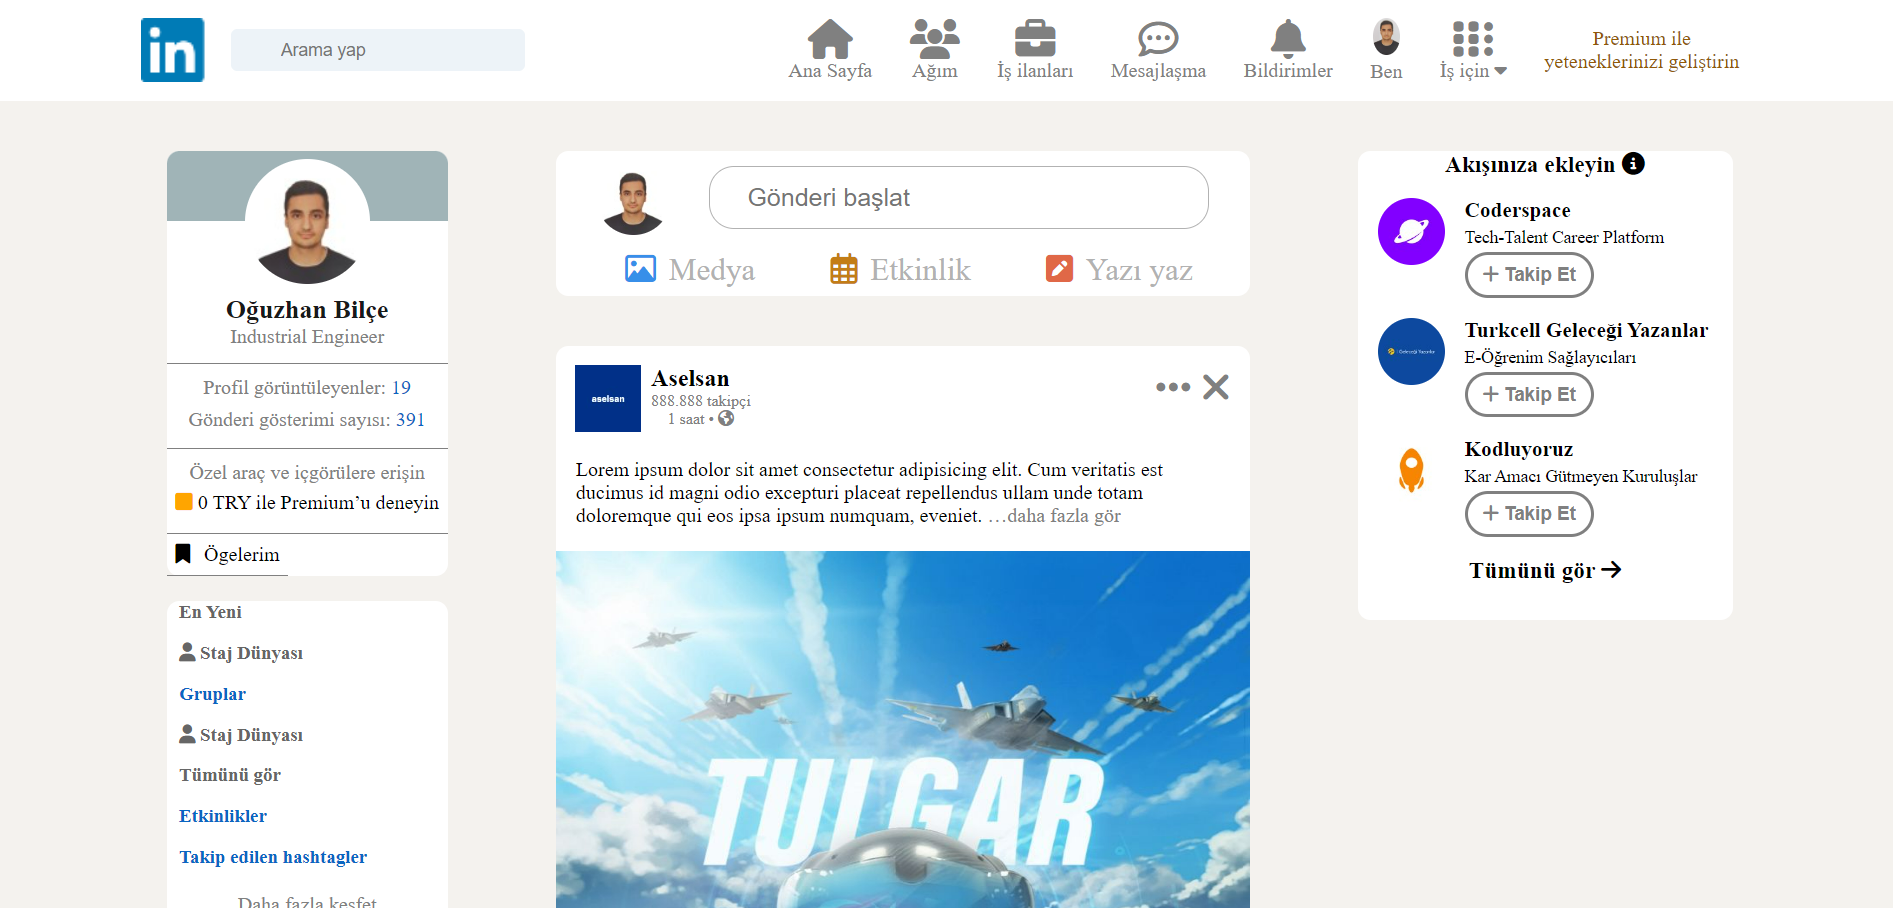 in
Arama yap
Ana Sayfa
Ağım
İş ilanları
Mesajlaşma
Bildirimler
Ben
İş için
Premium ile
yeteneklerinizi geliştirin
Oğuzhan Bilçe
Industrial Engineer
Profil görüntüleyenler: 19
Gönderi gösterimi sayısı: 391
Özel araç ve içgörülere erişin
0 TRY ile Premium’u deneyin
Ögelerim
En Yeni
Staj Dünyası
Gruplar
Staj Dünyası
Tümünü gör
Etkinlikler
Takip edilen hashtagler
Daha fazla keşfet
Gönderi başlat
Medya
Etkinlik
Yazı yaz
aselsan
Aselsan
888.888 takipçi
1 saat •
Lorem ipsum dolor sit amet consectetur adipisicing elit. Cum veritatis est
ducimus id magni odio excepturi placeat repellendus ullam unde totam
doloremque qui eos ipsa ipsum numquam, eveniet. …daha fazla gör
TULGAR
Akışınıza ekleyin
Coderspace
Tech-Talent Career Platform
+ Takip Et
Geleceği Yazanlar
Turkcell Geleceği Yazanlar
E-Öğrenim Sağlayıcıları
+ Takip Et
Kodluyoruz
Kar Amacı Gütmeyen Kuruluşlar
+ Takip Et
Tümünü gör →